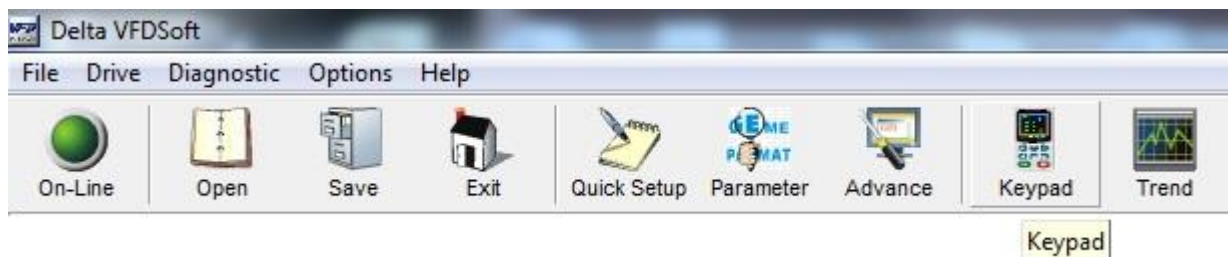 Delta VFDSoft
File Drive Diagnostic Options Help
On-Line Open Save Exit Quick Setup Parameter Advance Keypad Trend
Keypad